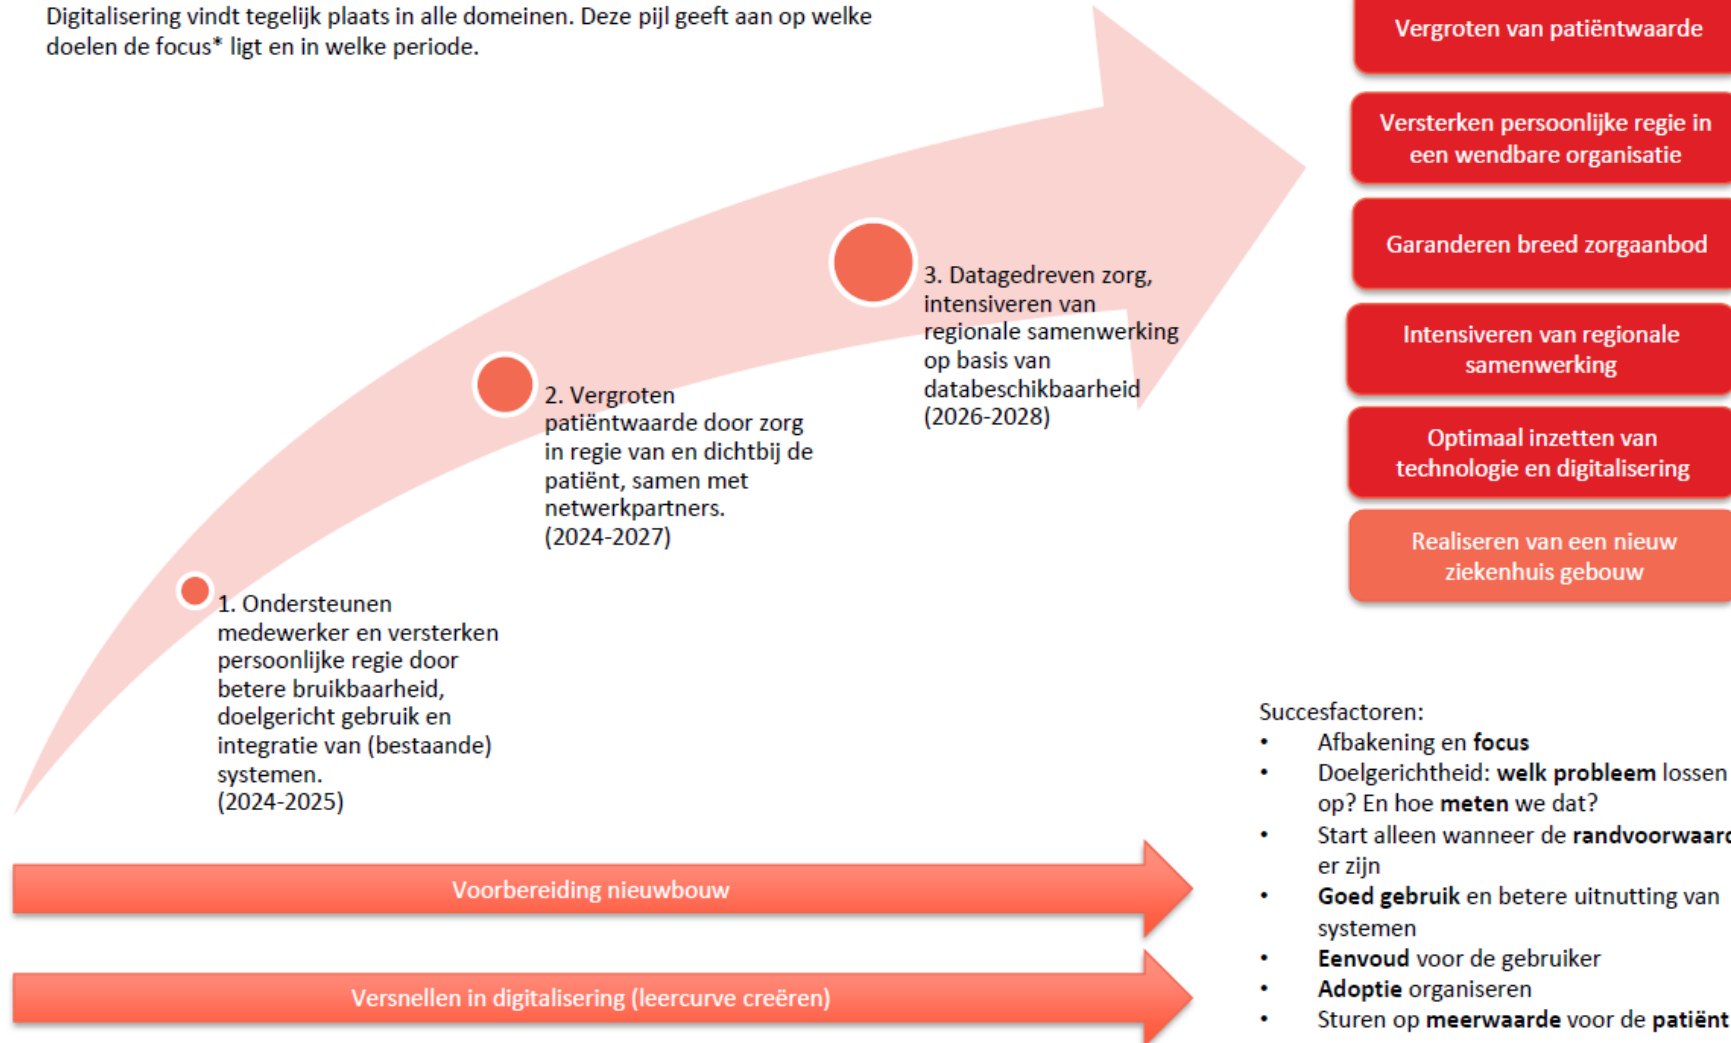 Digitalisering vindt tegelijk plaats in alle domeinen. Deze pijl geeft aan op welke
doelen de focus* ligt en in welke periode.
Vergroten van patiëntwaarde
Versterken persoonlijke regie in
een wendbare organisatie
Garanderen breed zorgaanbod
Intensiveren van regionale
samenwerking
Optimaal inzetten van
technologie en digitalisering
Realiseren van een nieuw
ziekenhuis gebouw
3. Datagedreven zorg,
intensiveren van
regionale samenwerking
op basis van
databeschikbaarheid
(2026-2028)
2. Vergroten
patiëntwaarde door zorg
in regie van en dichtbij de
patiënt, samen met
netwerkpartners.
(2024-2027)
1. Ondersteunen
medewerker en versterken
persoonlijke regie door
betere bruikbaarheid,
doelgericht gebruik en
integratie van (bestaande)
systemen.
(2024-2025)
Voorbereiding nieuwbouw
Versnellen in digitalisering (leercurve creëren)
Succesfactoren:
• Afbakening en focus
• Doelgerichtheid: welk probleem lossen
op? En hoe meten we dat?
• Start alleen wanneer de
er zijn
• Goed gebruik en betere uitnutting van
systemen
• Eenvoud voor de gebruiker
• Adoptie organiseren
• Sturen op meerwaarde voor de patiënt